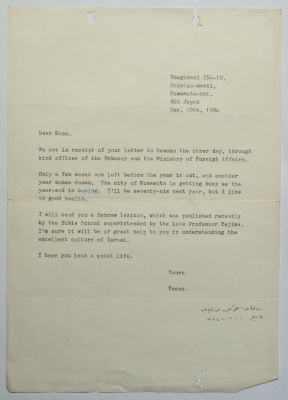 Yanagidani 554-10,
Shimizu-machi,
Kumamoto-shi,
860 Japan
Dec. 10th, 1984
Dear Kozo.
We are in receipt of your letter to Sawako the other day, through
kind offices of the Embassy and the Ministry of Foreign Affairs.
Only a few weeks are left before the year is out, and another
year comes round. The city of Kumamoto is getting busy as the
year-end is coming. I'll be seventy-six next year, but I live
in good health.
I will send you a Hebrew lexicon, which was published recently
by the Bible School superintended by the late Professor Tejima.
I'm sure it will be of great help to you in understanding the
excellent culture of Israel.
I hope you lead a quiet life.
Yours